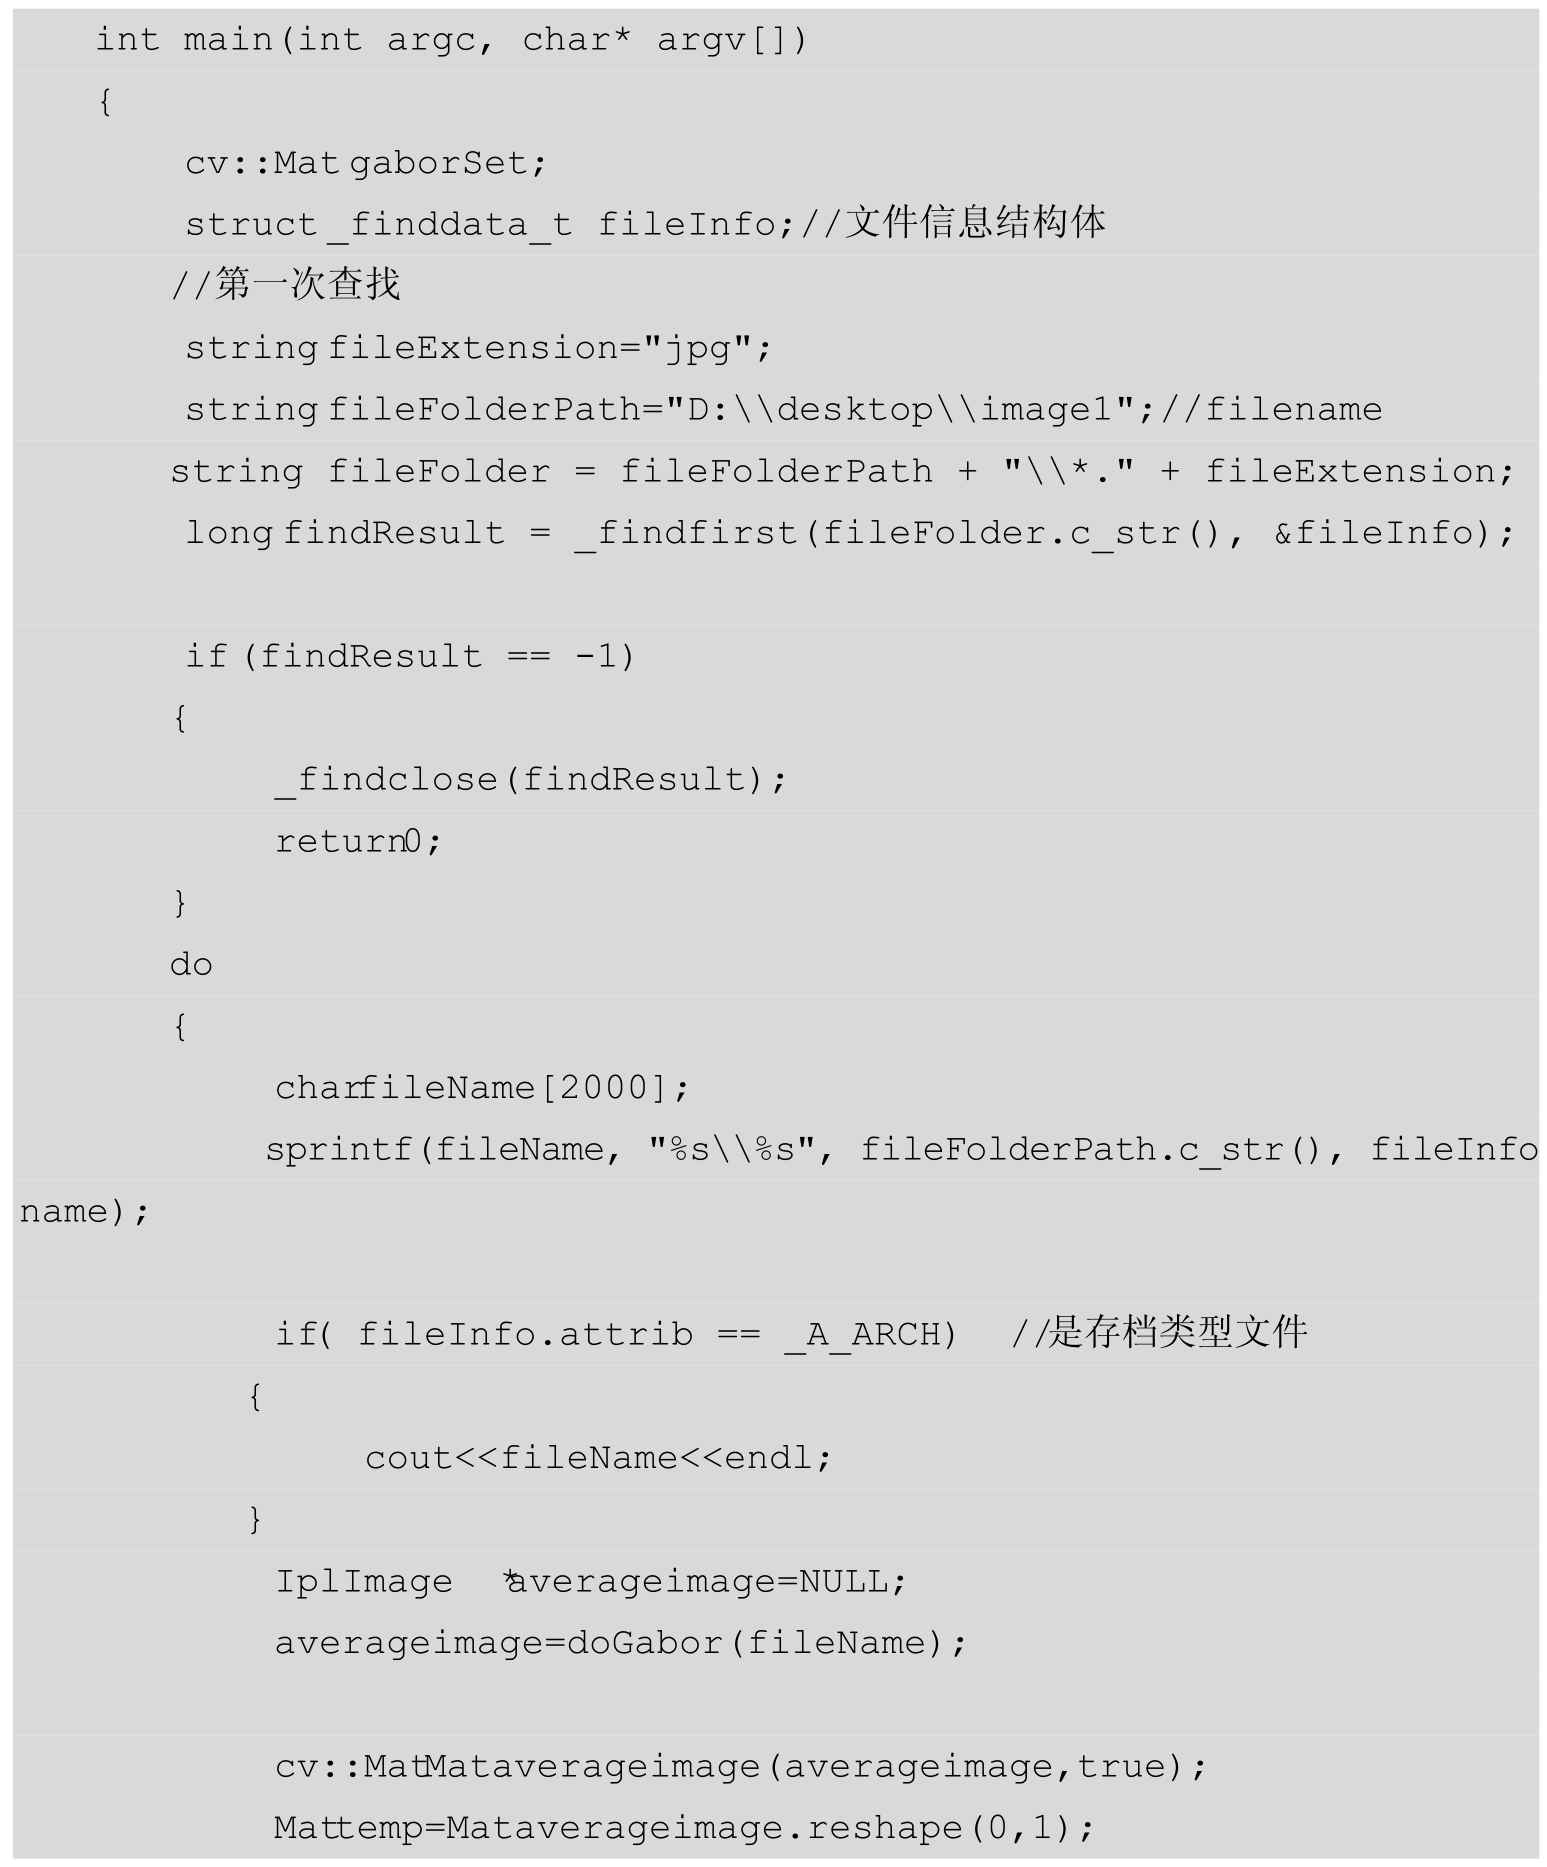 int main(int argc, char* argv[])
{
cv::Mat gaborSet;
struct _finddata_t fileInfo;//文件信息结构体
//第一次查找
string fileExtension="jpg";
string fileFolderPath="D:\\desktop\\image1";//filename
string fileFolder = fileFolderPath + "\\*." + fileExtension;
long findResult = _findfirst(fileFolder.c_str(), &fileInfo);
if (findResult == -1)
{
_findclose(findResult);
return0;
}
do
{
charfileName[2000];
sprintf(fileName, "%s\\%s", fileFolderPath.c_str(), fileInfo
name);
if( fileInfo.attrib == _A_ARCH) //是存档类型文件
{
cout<<fileName<<endl;
}
IplImage *averageimage=NULL;
averageimage=doGabor(fileName);
cv::MatMataverageimage(averageimage,true);
Mattemp=Mataverageimage.reshape(0,1);